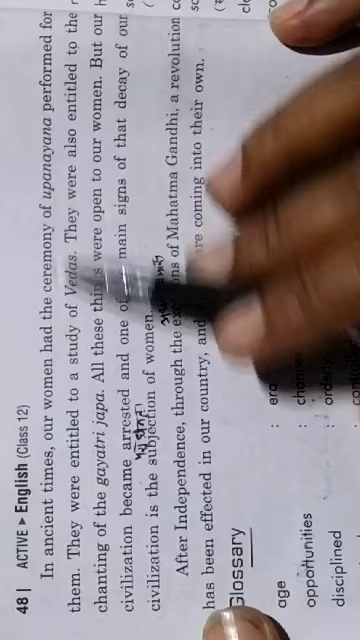 48 | ACTIVE ► English (Class 12)
In ancient times, our women had the ceremony of upanayana performed for
them. They were entitled to a study of Vedas. They were also entitled to the
chanting of the gayatri japa. All these things were open to our women. But our
civilization became arrested and one of main signs of that decay of our
civilization is the subjection of women.
After Independence, through the of Mahatma Gandhi, a revolution
has been effected in our country, and coming into their own.
Glossary
age : era
opportunities :
disciplined :